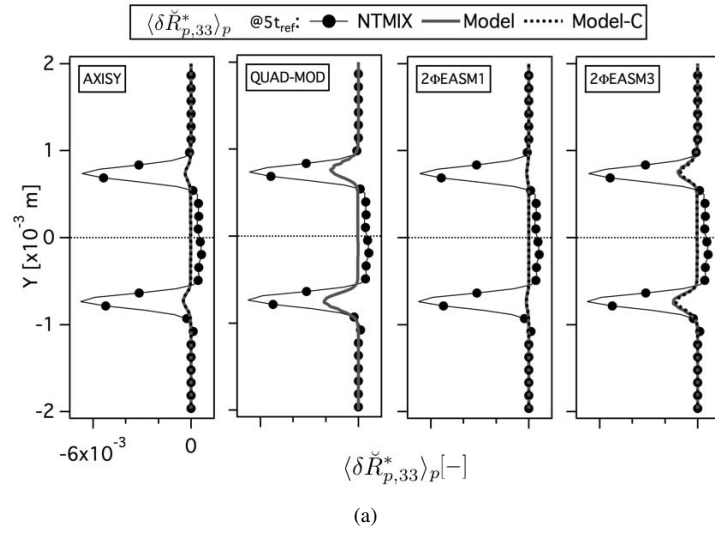 ⟨δR̆*p,33⟩p @5tref: NTMIX Model Model-C
AXISY QUAD-MOD 2ΦEASM1 2ΦEASM3
2
1
0
-1
-2
Y [x10⁻³ m]
-6x10⁻³ 0
⟨δR̆*p,33⟩p[−]
(a)